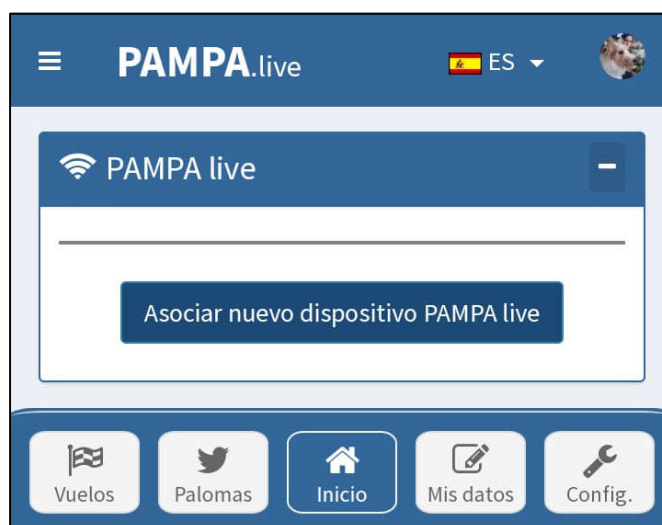 PAMPA.live
ES
PAMPA live
Asociar nuevo dispositivo PAMPA live
Vuelos
Palomas
Inicio
Mis datos
Config.